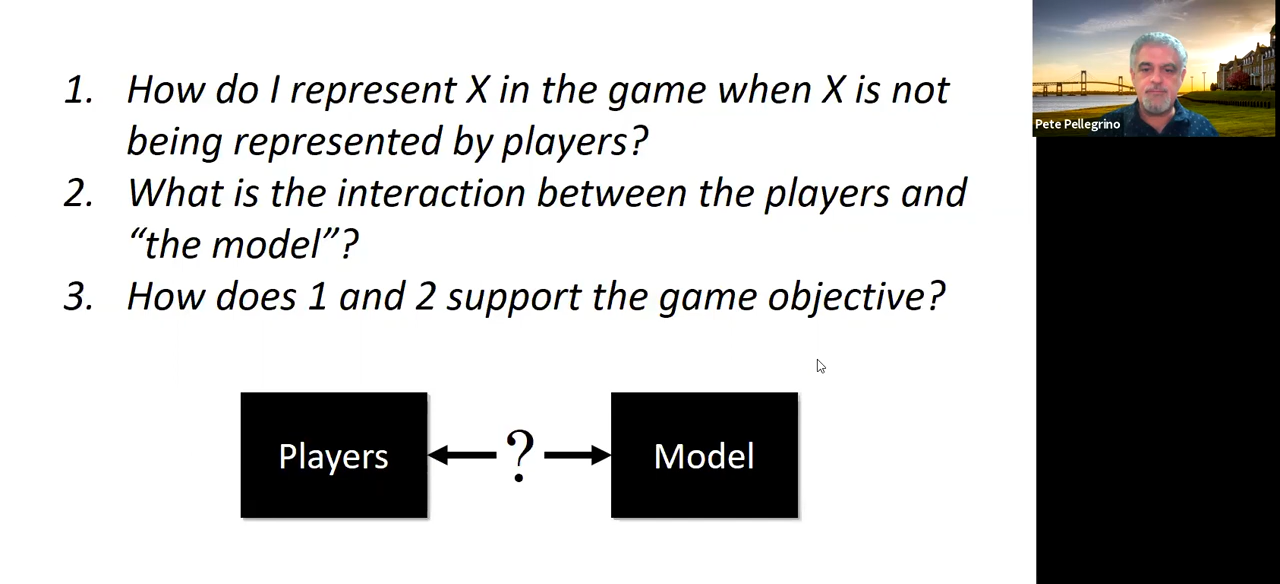 1. How do I represent X in the game when X is not
being represented by players?
2. What is the interaction between the players and
“the model”?
3. How does 1 and 2 support the game objective?
Players
?
Model
Pete Pellegrino